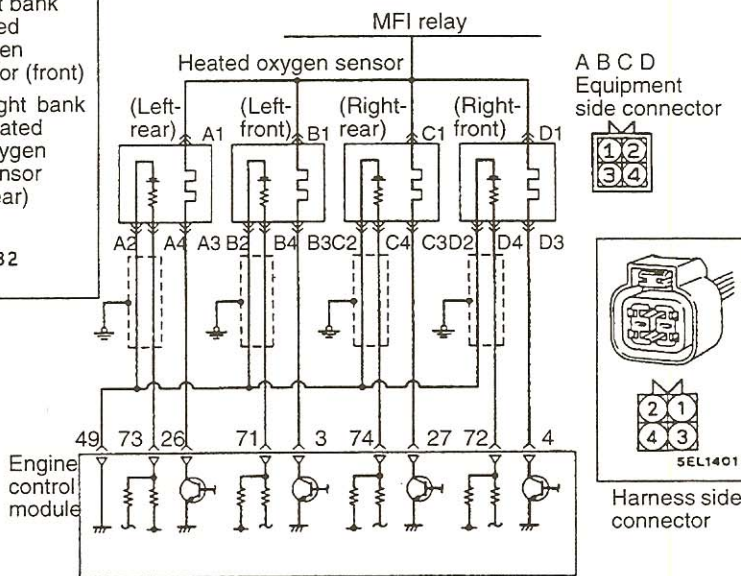 t bank
ed
en
or (front)
ght bank
ated
ygen
nsor
ear)
32
MFI relay
Heated oxygen sensor
(Left-
rear)
A1
(Left-
front)
B1
(Right-
rear)
C1
(Right-
front)
D1
A2 A4 A3 B2 B4 B3 C2 C4 C3 D2 D4 D3
49 73 26 71 3 74 27 72 4
Engine
control
module
A B C D
Equipment
side connector
1 2
3 4
2 1
4 3
5EL1401
Harness side
connector